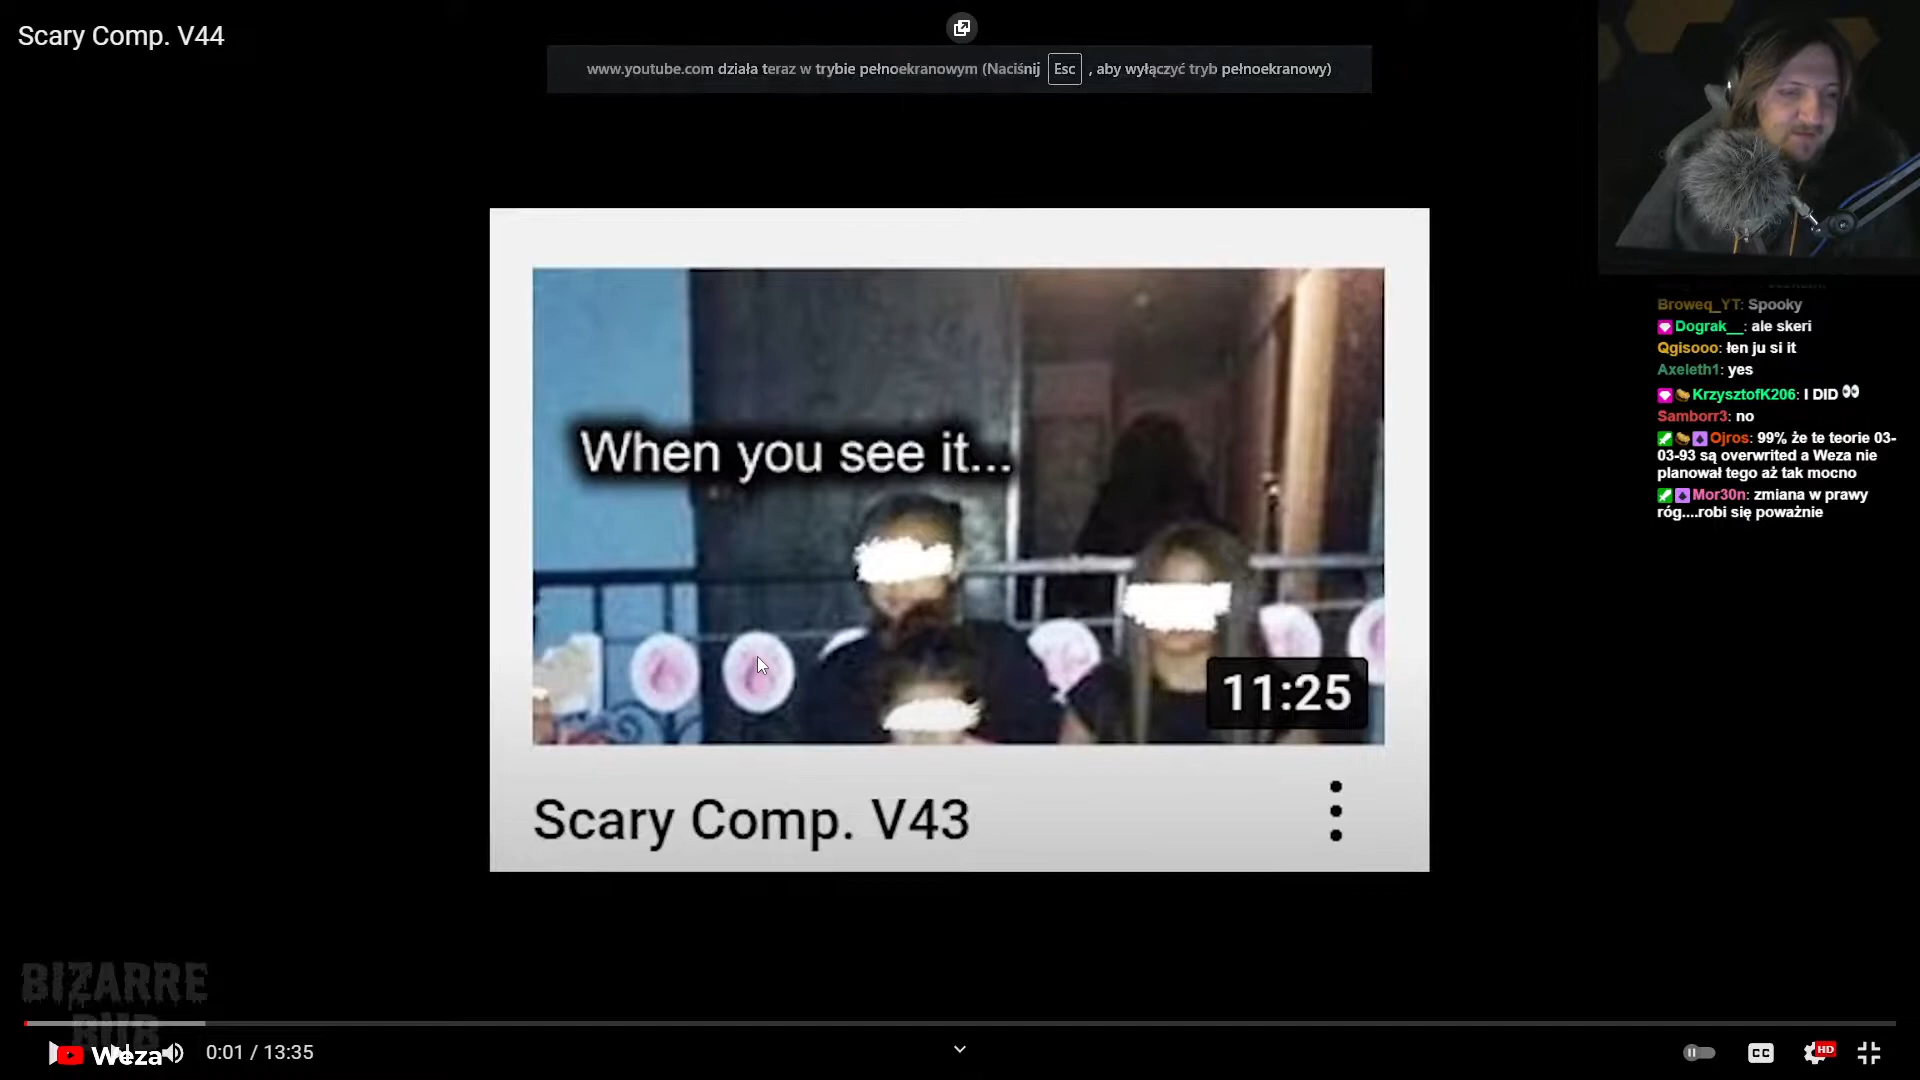 Scary Comp. V44
www.youtube.com działa teraz w trybie pełnoekranowym (Naciśnij Esc , aby wyłączyć tryb pełnoekranowy)
Broweq_YT: Spooky
Dograk__: ale skeri
Qgisooo: łen ju si it
Axeleth1: yes
KrzysztofK206: I DID
Samborr3: no
Ojros: 99% że te teorie 03-
03-93 są overwrited a Weza nie
planował tego aż tak mocno
Mor30n: zmiana w prawy
róg....robi się poważnie
When you see it...
11:25
Scary Comp. V43
BIZARRE
BUB
Weza
0:01 / 13:35
CC
HD